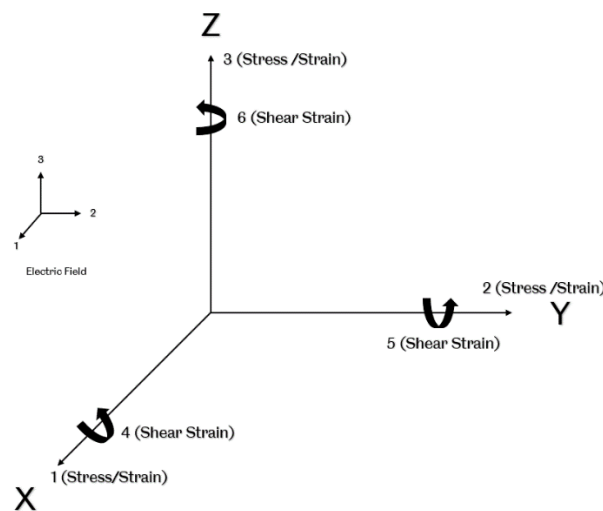 Z
3 (Stress /Strain)
6 (Shear Strain)
3
2
1
Electric Field
2 (Stress /Strain)
Y
5 (Shear Strain)
4 (Shear Strain)
1 (Stress/Strain)
X